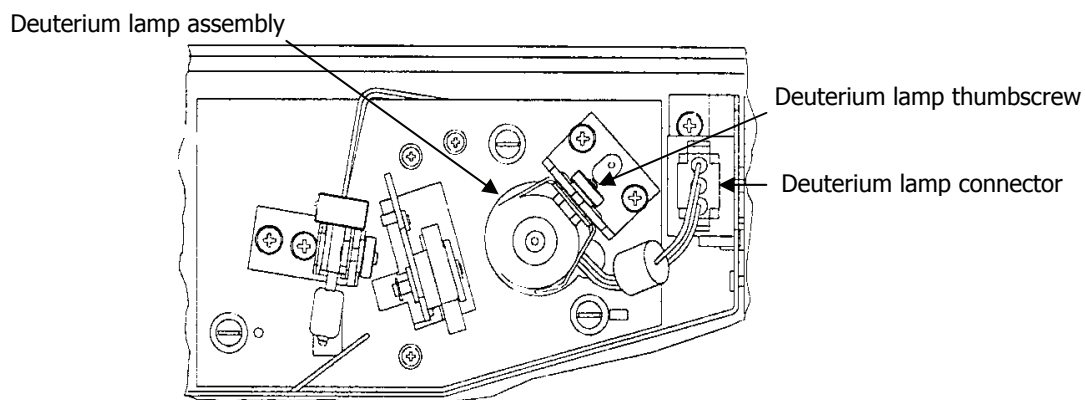 Deuterium lamp assembly
Deuterium lamp thumbscrew
Deuterium lamp connector